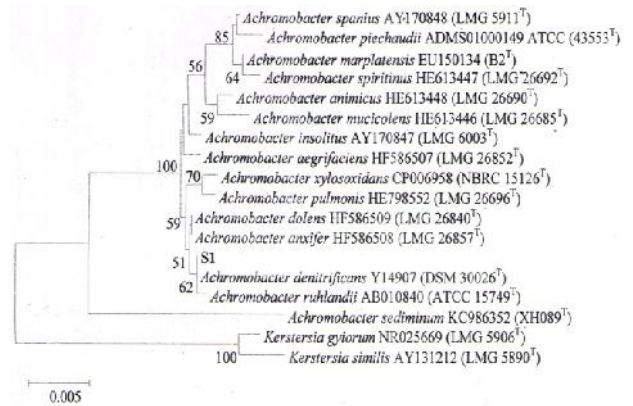 Achromobacter spanius AY170848 (LMG 5911T)
85
Achromobacter piechaudii ADMS01000149 ATCC (43553T)
Achromobacter marplatensis EU150134 (B2T)
56
64
Achromobacter spiritinus HE613447 (LMG 26692T)
Achromobacter animicus HE613448 (LMG 26690T)
59
Achromobacter mucicolens HE613446 (LMG 26685T)
Achromobacter insolitus AY170847 (LMG 6003T)
Achromobacter aegrifaciens HF586507 (LMG 26852T)
100
70
Achromobacter xylosoxidans CP006958 (NBRC 15126T)
Achromobacter pulmonis HE798552 (LMG 26696T)
Achromobacter dolens HF586509 (LMG 26840T)
59
Achromobacter anxifer HF586508 (LMG 26857T)
51
S1
Achromobacter denitrificans Y14907 (DSM 30026T)
62
Achromobacter ruhlandii AB010840 (ATCC 15749T)
Achromobacter sediminum KC986352 (XH089T)
Kerstersia gyiorum NR025669 (LMG 5906T)
100
Kerstersia similis AY131212 (LMG 5890T)
0.005